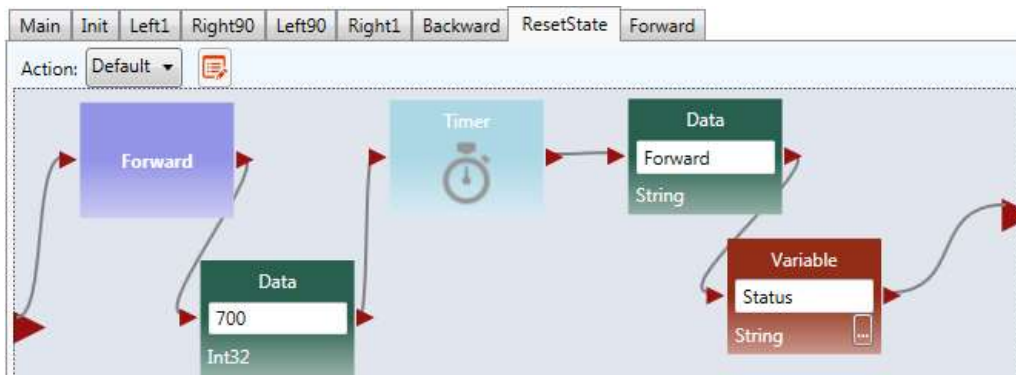 Main Init Left1 Right90 Left90 Right1 Backward ResetState Forward
Action: Default
Forward
Data
700
Int32
Timer
Data
Forward
String
Variable
Status
String
...